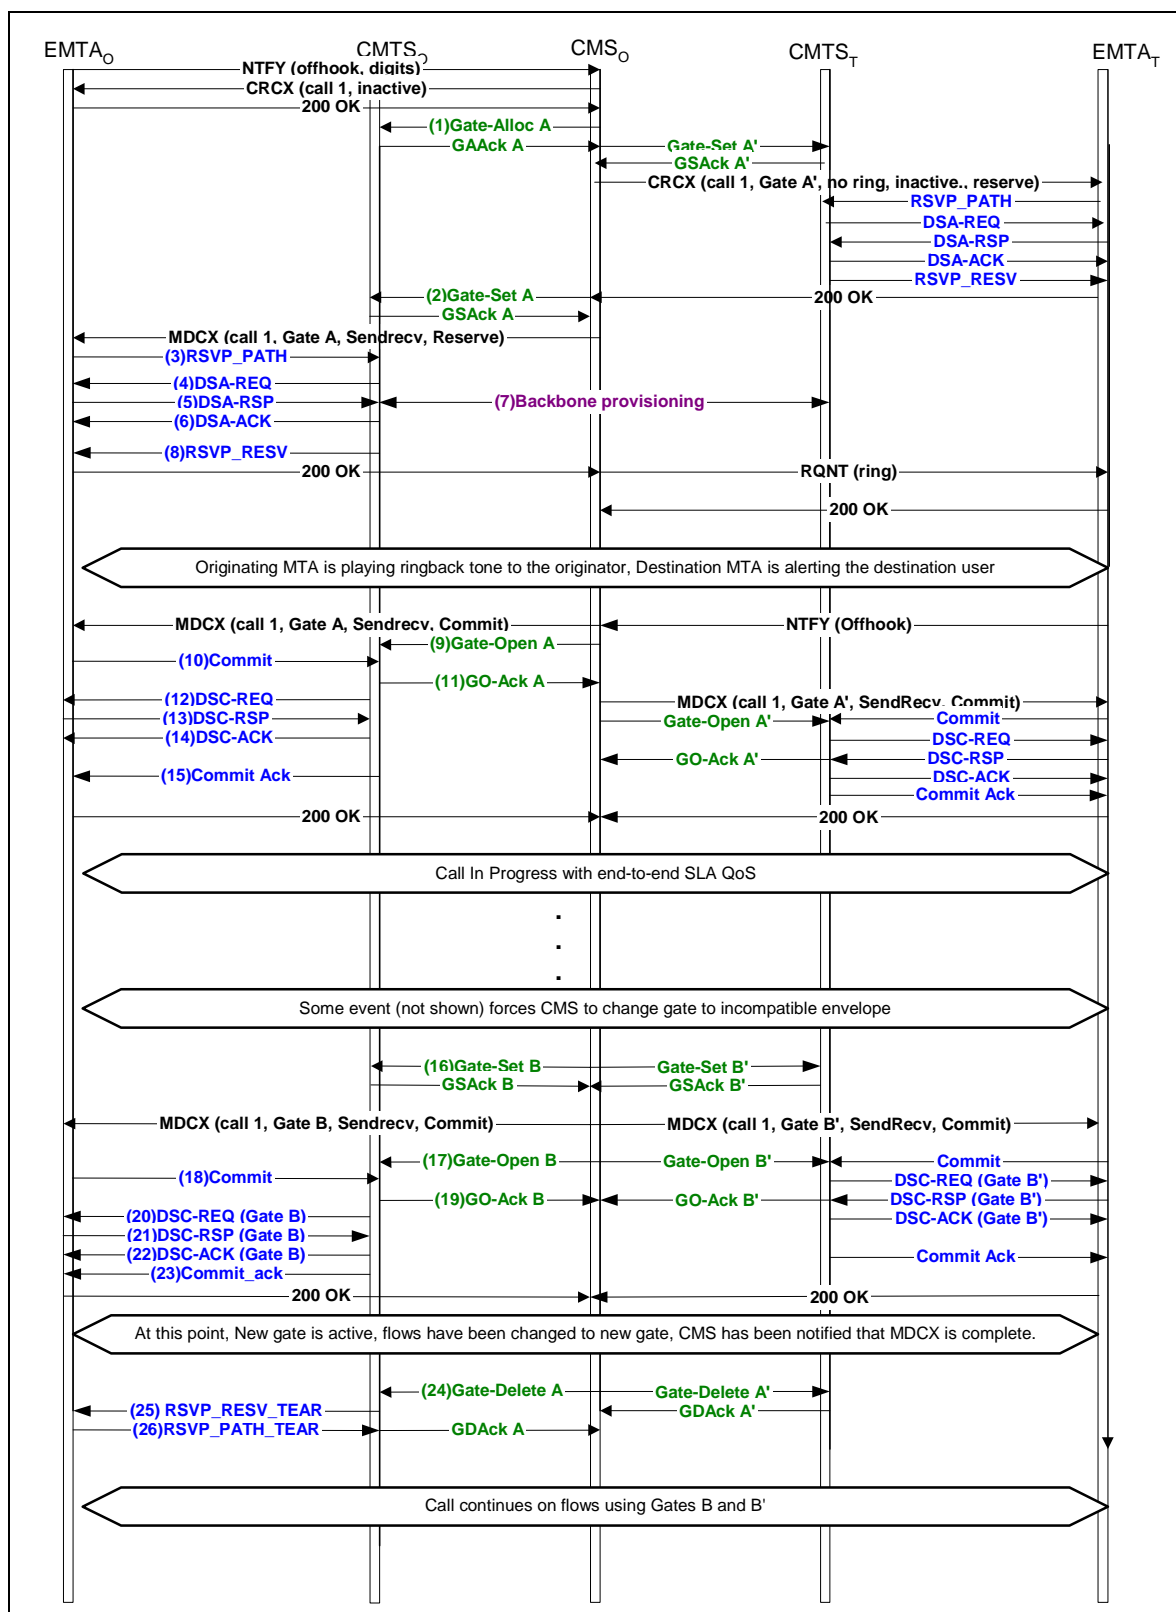 EMTA_O CMTS_O CMS_O CMTS_T EMTA_T
NTFY (offhook, digits)
CRCX (call 1, inactive)
200 OK
(1)Gate-Alloc A
GAAck A Gate-Set A'
GSAck A'
CRCX (call 1, Gate A', no ring, inactive., reserve)
RSVP_PATH
DSA-REQ
DSA-RSP
DSA-ACK
RSVP_RESV
(2)Gate-Set A 200 OK
GSAck A
MDCX (call 1, Gate A, Sendrecv, Reserve)
(3)RSVP_PATH
(4)DSA-REQ
(5)DSA-RSP (7)Backbone provisioning
(6)DSA-ACK
(8)RSVP_RESV
200 OK RQNT (ring)
200 OK
Originating MTA is playing ringback tone to the originator, Destination MTA is alerting the destination user
MDCX (call 1, Gate A, Sendrecv, Commit) NTFY (Offhook)
(9)Gate-Open A
(10)Commit
(11)GO-Ack A
(12)DSC-REQ MDCX (call 1, Gate A', SendRecv, Commit)
(13)DSC-RSP Gate-Open A' Commit
(14)DSC-ACK DSC-REQ
GO-Ack A' DSC-RSP
(15)Commit Ack DSC-ACK
Commit Ack
200 OK 200 OK
Call In Progress with end-to-end SLA QoS
.
.
.
Some event (not shown) forces CMS to change gate to incompatible envelope
(16)Gate-Set B Gate-Set B'
GSAck B GSAck B'
MDCX (call 1, Gate B, Sendrecv, Commit) MDCX (call 1, Gate B', SendRecv, Commit)
(17)Gate-Open B Gate-Open B' Commit
(18)Commit DSC-REQ (Gate B')
(19)GO-Ack B GO-Ack B' DSC-RSP (Gate B')
(20)DSC-REQ (Gate B) DSC-ACK (Gate B')
(21)DSC-RSP (Gate B)
(22)DSC-ACK (Gate B) Commit Ack
(23)Commit_ack
200 OK 200 OK
At this point, New gate is active, flows have been changed to new gate, CMS has been notified that MDCX is complete.
(24)Gate-Delete A Gate-Delete A'
(25) RSVP_RESV_TEAR GDAck A'
(26)RSVP_PATH_TEAR GDAck A
Call continues on flows using Gates B and B'